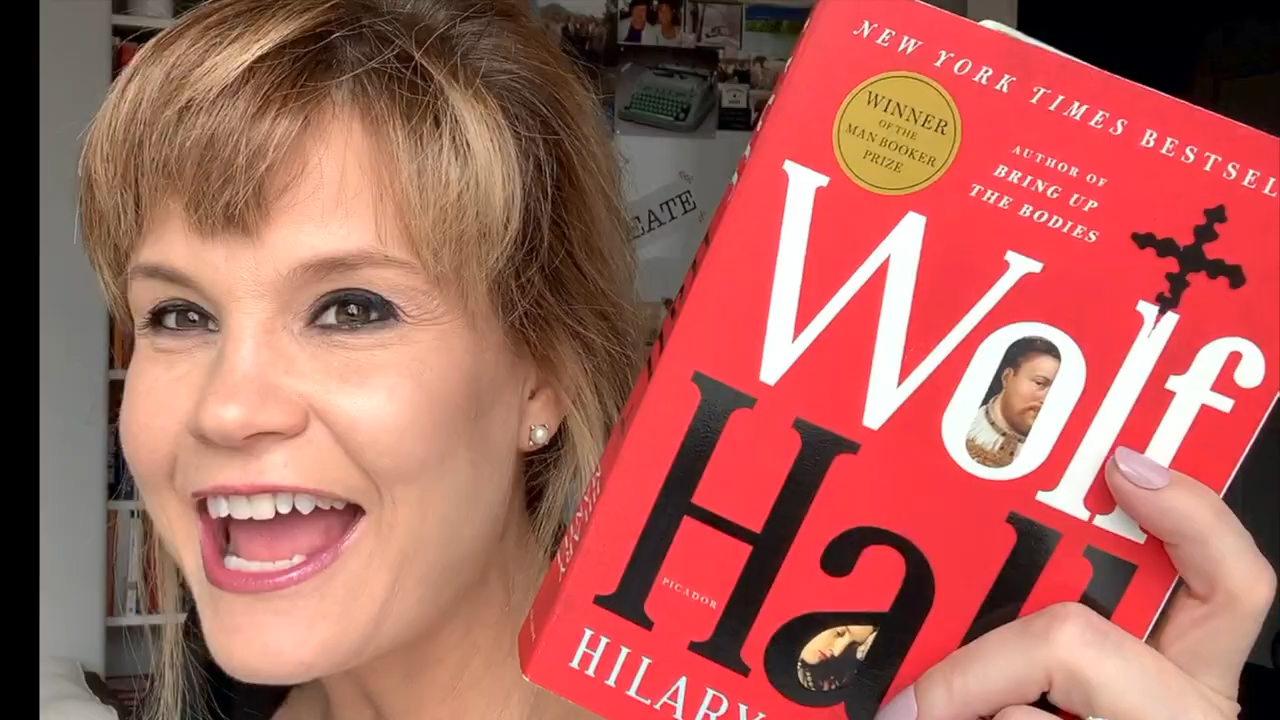 NEW YORK TIMES BESTSEL
WINNER
OF THE
MAN BOOKER
PRIZE
AUTHOR OF
BRING UP
THE BODIES
Wolf
Hall
PICADOR
HILARY
EATE